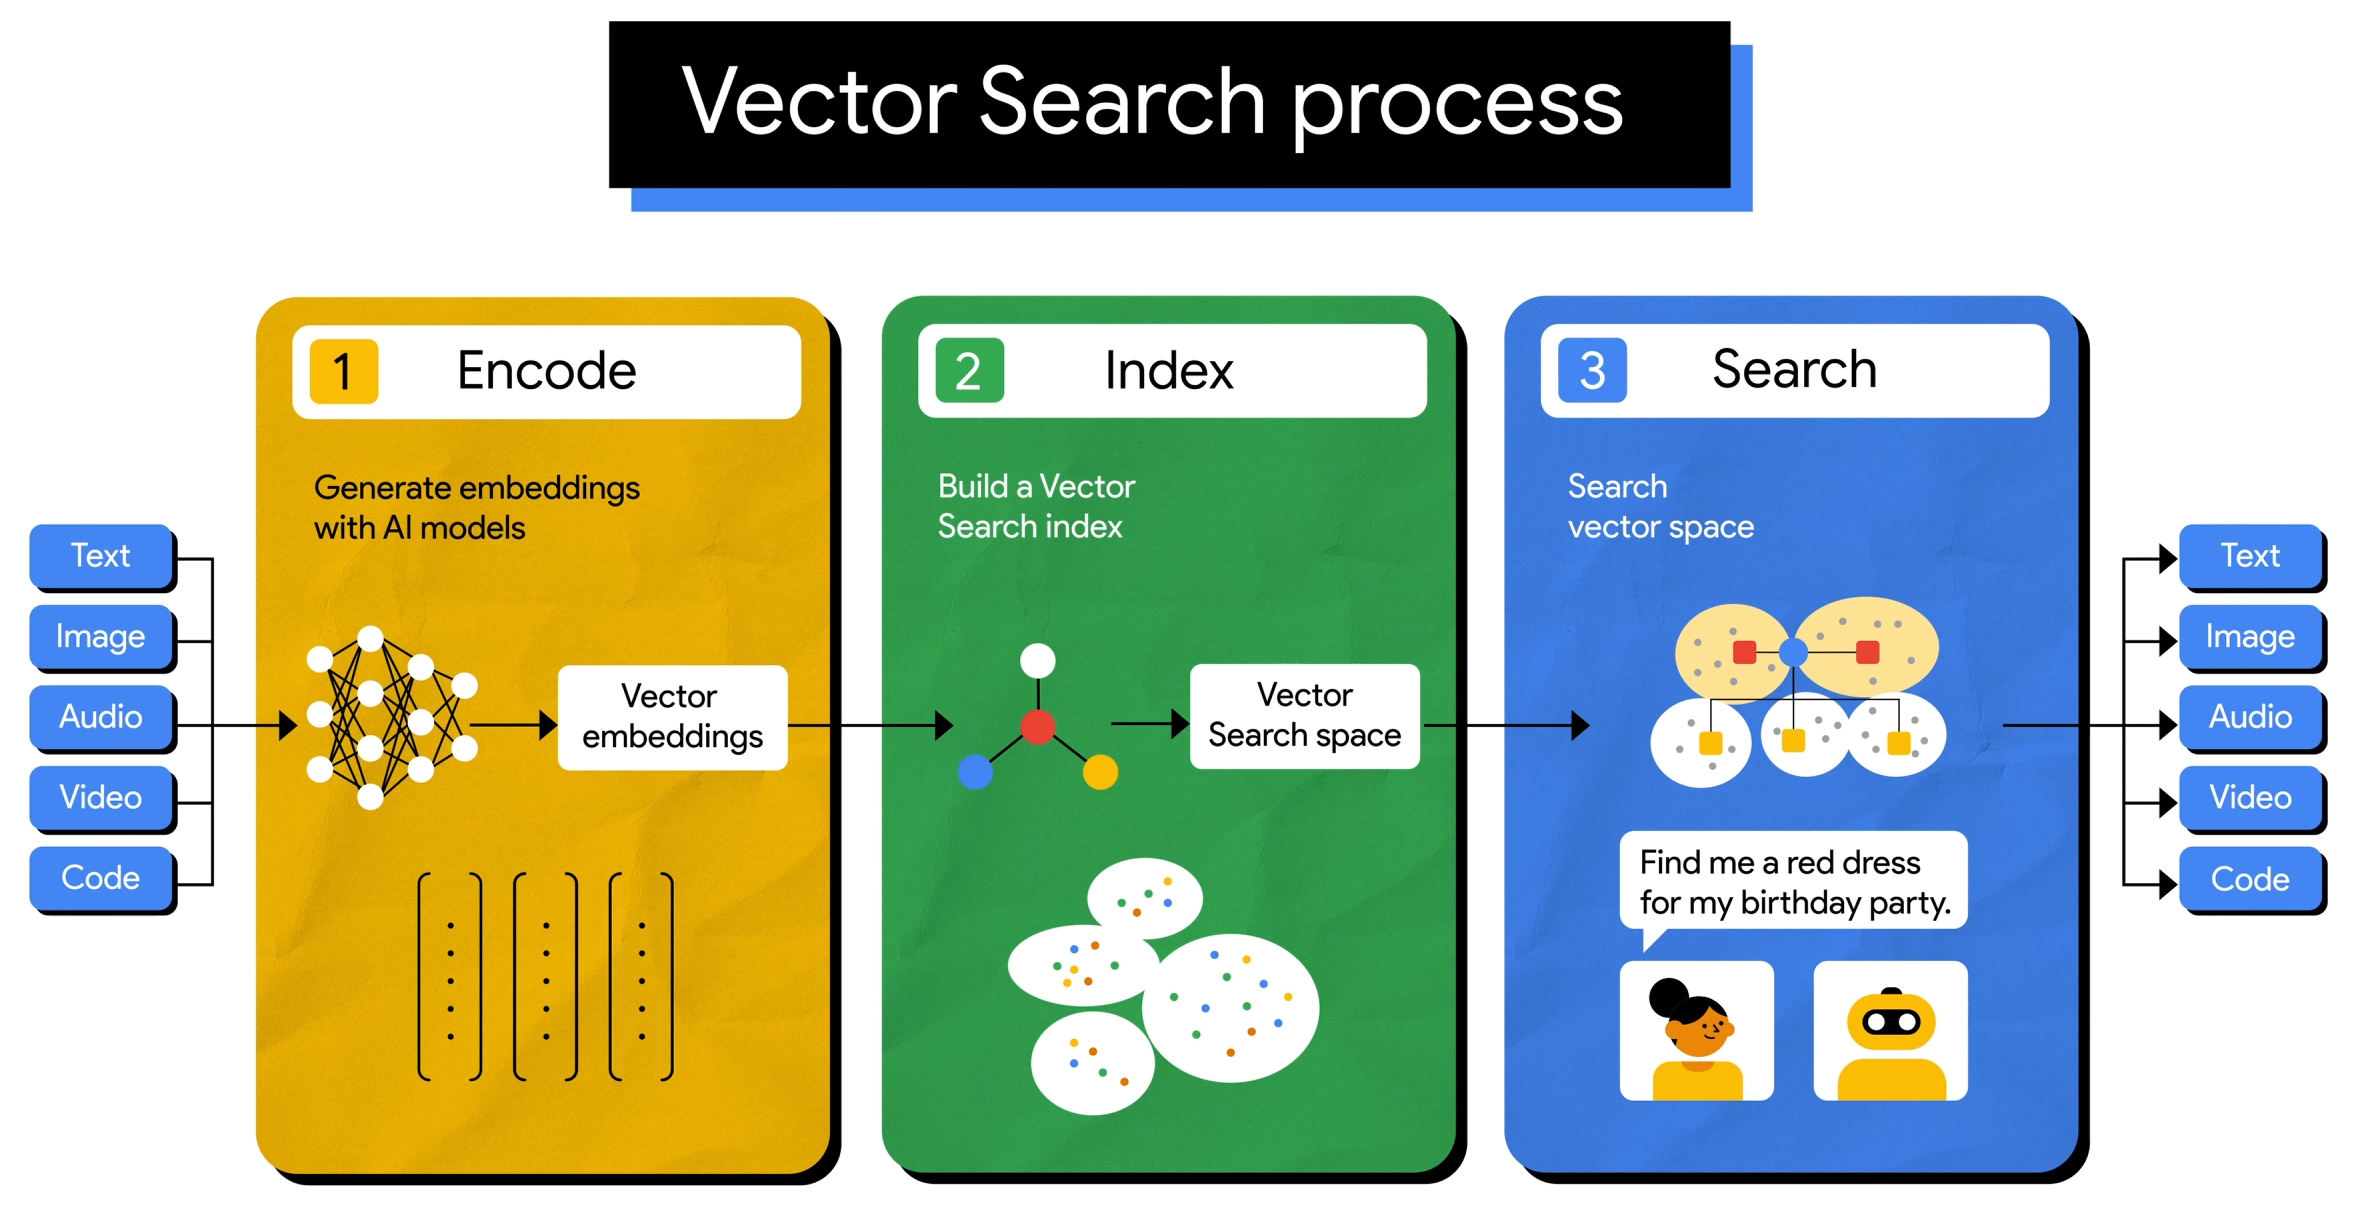 Vector Search process
Text
Image
Audio
Video
Code
1
Encode
Generate embeddings
with AI models
Vector
embeddings
2
Index
Build a Vector
Search index
Vector
Search space
3
Search
Search
vector space
Find me a red dress
for my birthday party.
Text
Image
Audio
Video
Code